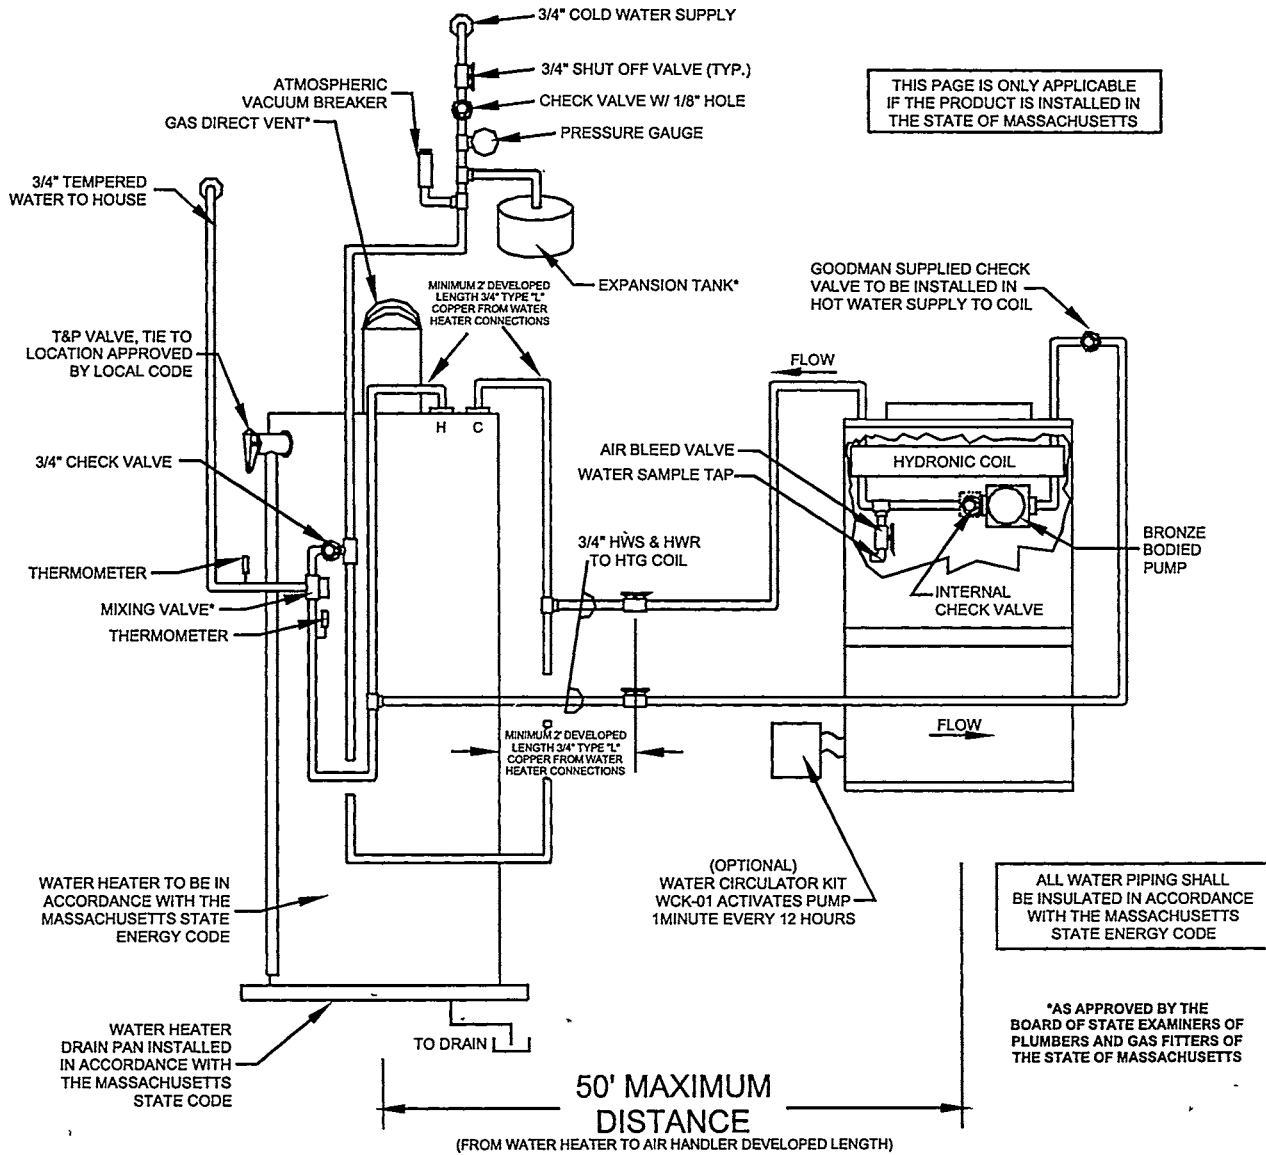 3/4" COLD WATER SUPPLY
3/4" SHUT OFF VALVE (TYP.)
CHECK VALVE W/ 1/8" HOLE
PRESSURE GAUGE
ATMOSPHERIC
VACUUM BREAKER
GAS DIRECT VENT*
THIS PAGE IS ONLY APPLICABLE
IF THE PRODUCT IS INSTALLED IN
THE STATE OF MASSACHUSETTS
3/4" TEMPERED
WATER TO HOUSE
EXPANSION TANK*
MINIMUM 2' DEVELOPED
LENGTH 3/4" TYPE "L"
COPPER FROM WATER
HEATER CONNECTIONS
GOODMAN SUPPLIED CHECK
VALVE TO BE INSTALLED IN
HOT WATER SUPPLY TO COIL
T&P VALVE, TIE TO
LOCATION APPROVED
BY LOCAL CODE
FLOW
H
C
3/4" CHECK VALVE
AIR BLEED VALVE
WATER SAMPLE TAP
HYDRONIC COIL
3/4" HWS & HWR
TO HTG COIL
BRONZE
BODIED
PUMP
THERMOMETER
MIXING VALVE*
THERMOMETER
INTERNAL
CHECK VALVE
MINIMUM 2' DEVELOPED
LENGTH 3/4" TYPE "L"
COPPER FROM WATER
HEATER CONNECTIONS
FLOW
(OPTIONAL)
WATER CIRCULATOR KIT
WCK-01 ACTIVATES PUMP
1MINUTE EVERY 12 HOURS
ALL WATER PIPING SHALL
BE INSULATED IN ACCORDANCE
WITH THE MASSACHUSETTS
STATE ENERGY CODE
WATER HEATER TO BE IN
ACCORDANCE WITH THE
MASSACHUSETTS STATE
ENERGY CODE
*AS APPROVED BY THE
BOARD OF STATE EXAMINERS OF
PLUMBERS AND GAS FITTERS OF
THE STATE OF MASSACHUSETTS
WATER HEATER
DRAIN PAN INSTALLED
IN ACCORDANCE WITH
THE MASSACHUSETTS
STATE CODE
TO DRAIN
50' MAXIMUM
DISTANCE
(FROM WATER HEATER TO AIR HANDLER DEVELOPED LENGTH)